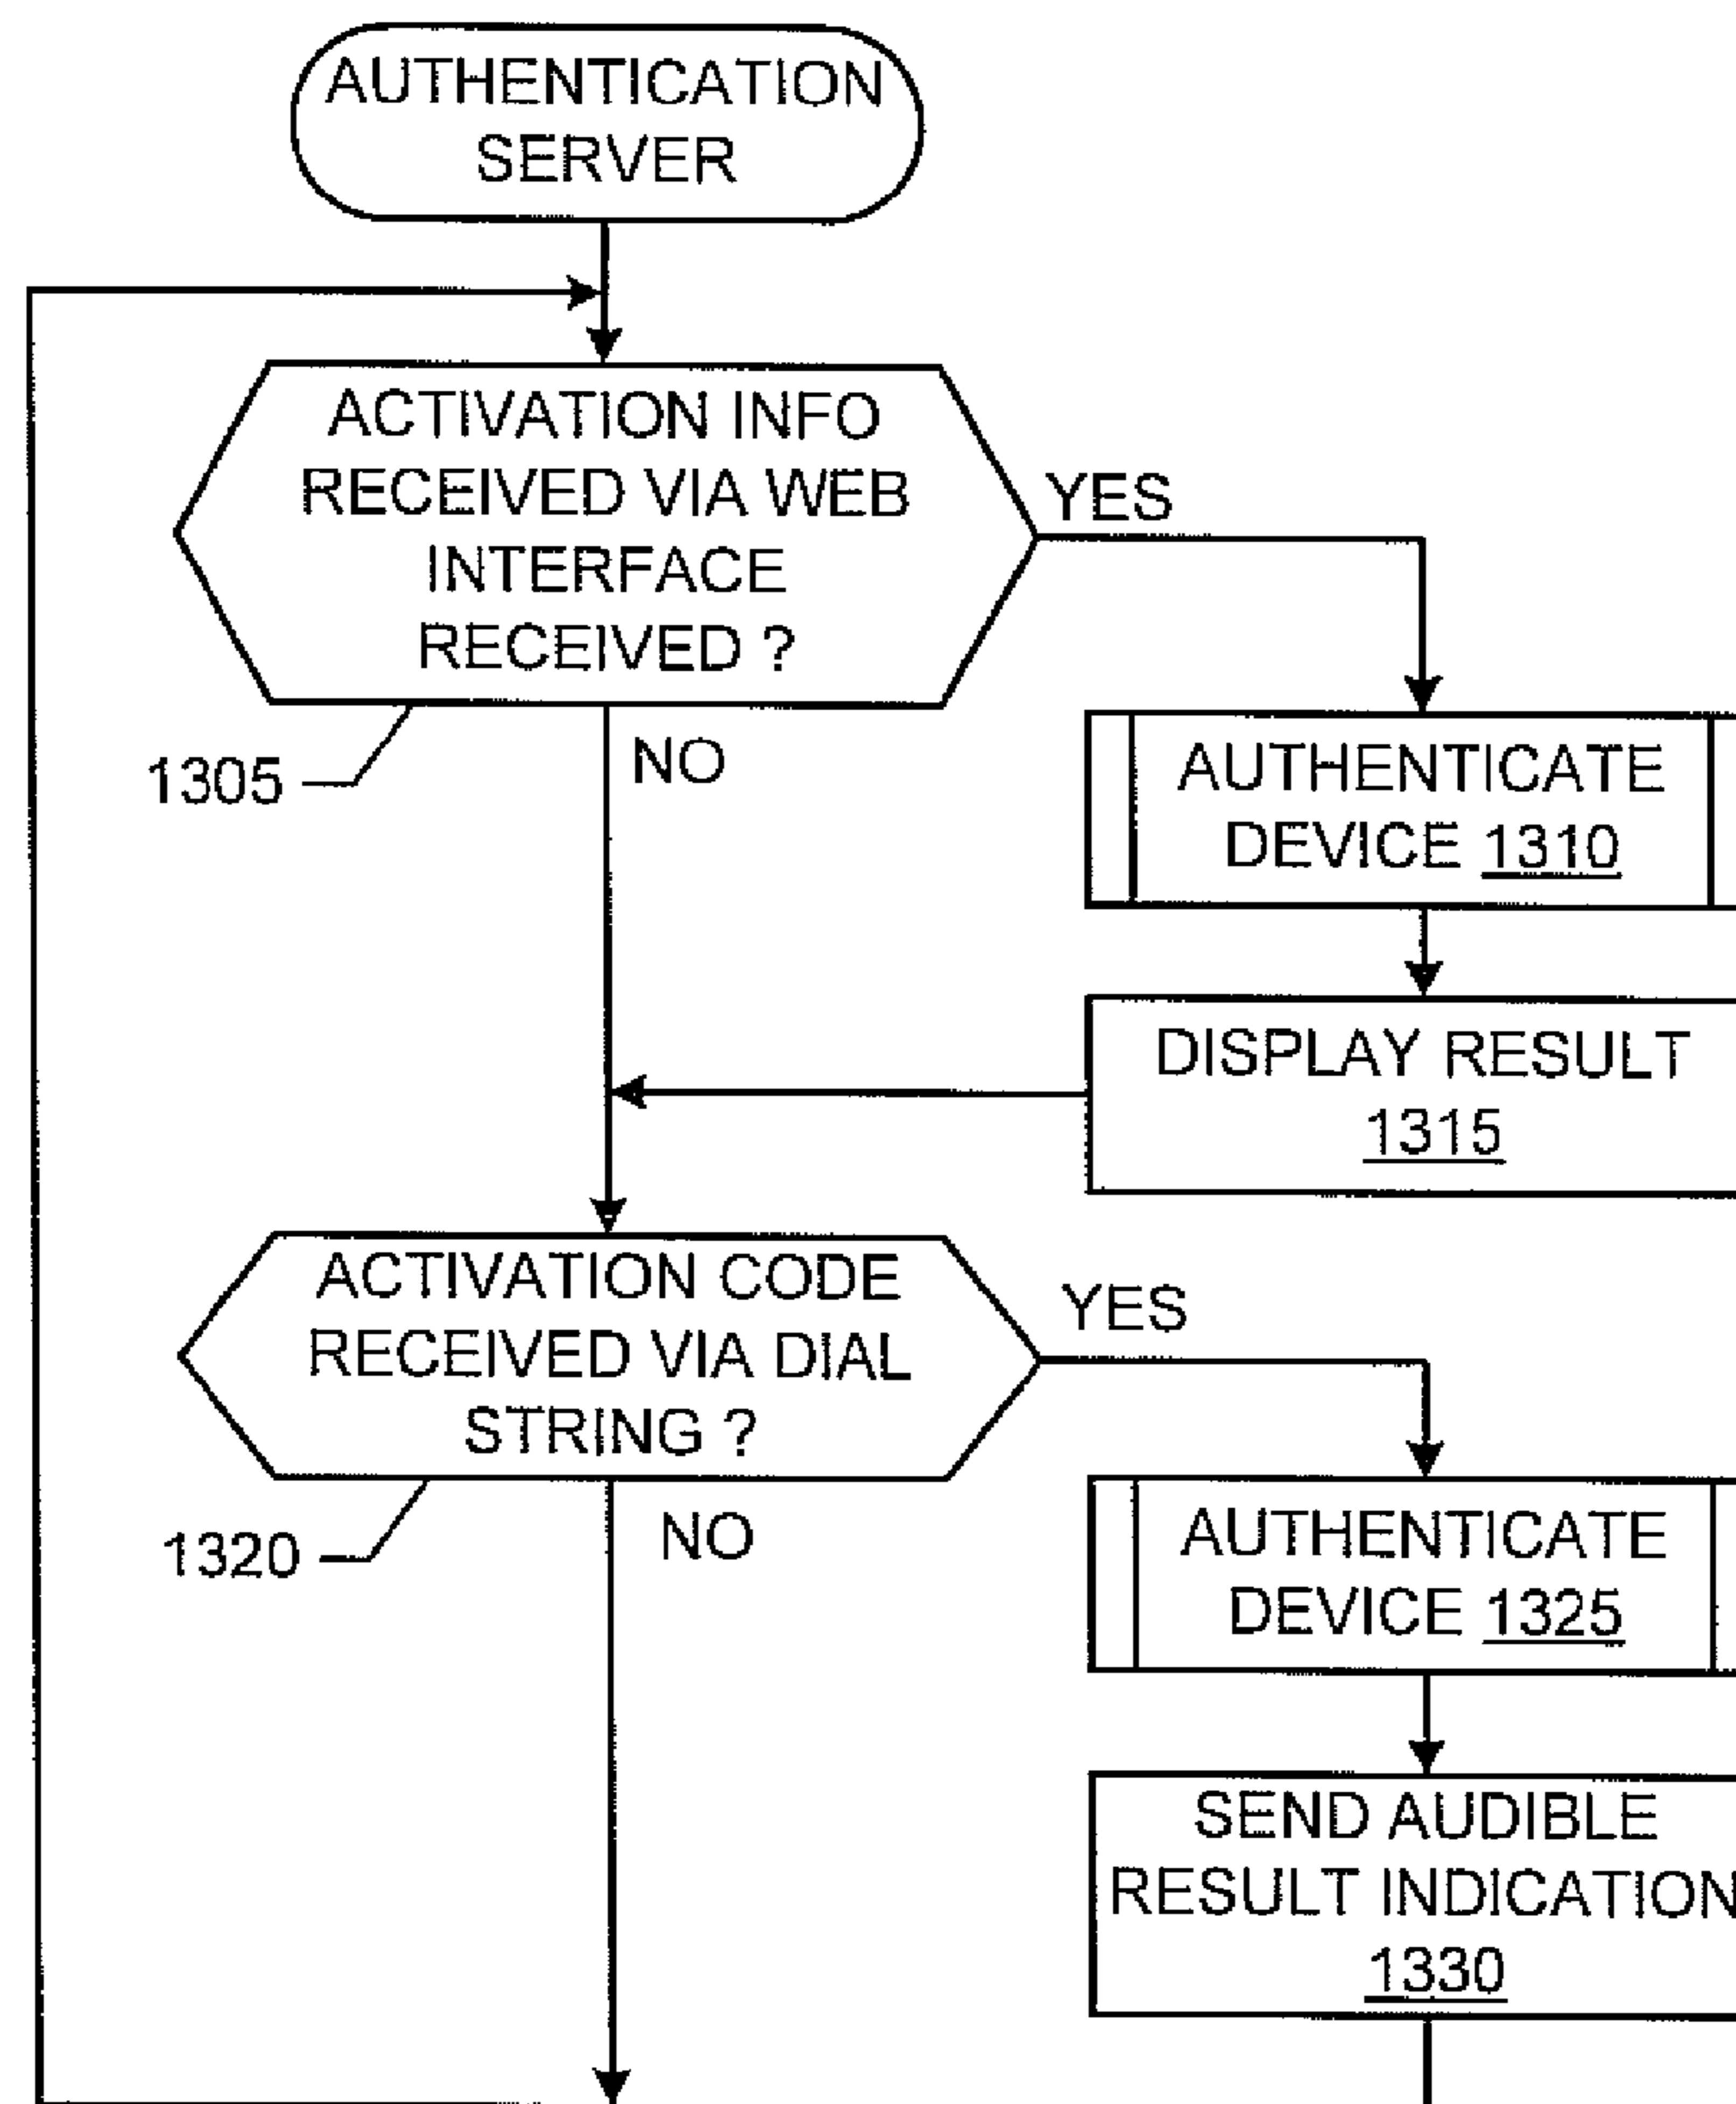 AUTHENTICATION
SERVER
ACTIVATION INFO
RECEIVED VIA WEB
INTERFACE
RECEIVED ?
YES
1305
NO
AUTHENTICATE
DEVICE 1310
DISPLAY RESULT
1315
ACTIVATION CODE
RECEIVED VIA DIAL
STRING ?
YES
1320
NO
AUTHENTICATE
DEVICE 1325
SEND AUDIBLE
RESULT INDICATION
1330